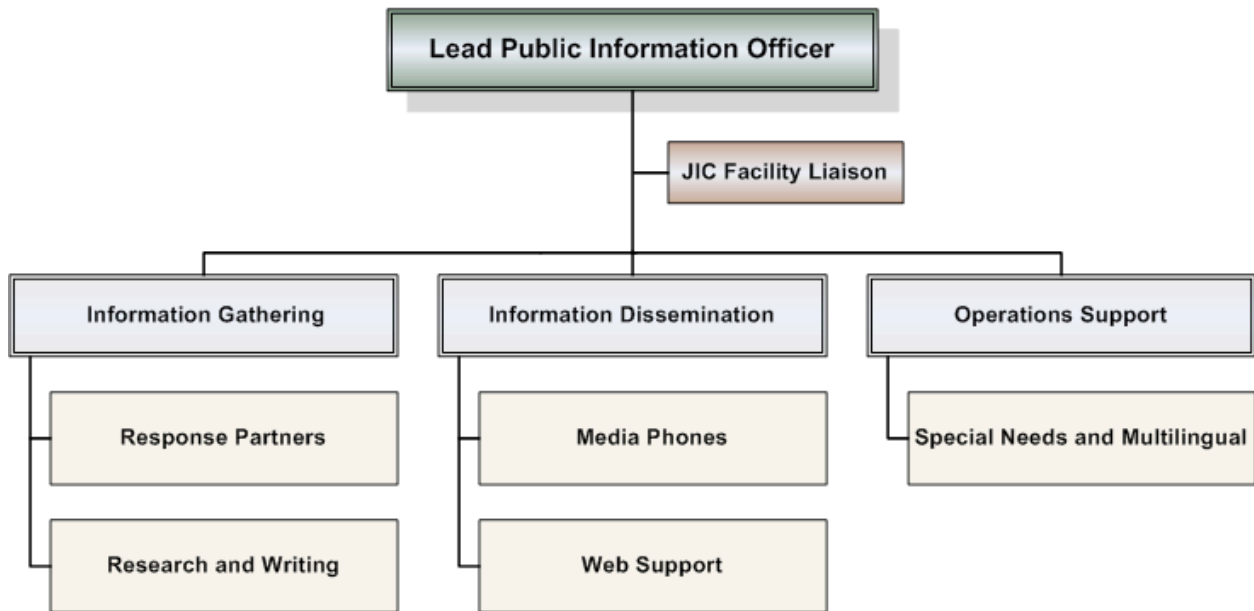 Lead Public Information Officer
JIC Facility Liaison
Information Gathering
Information Dissemination
Operations Support
Response Partners
Media Phones
Special Needs and Multilingual
Research and Writing
Web Support